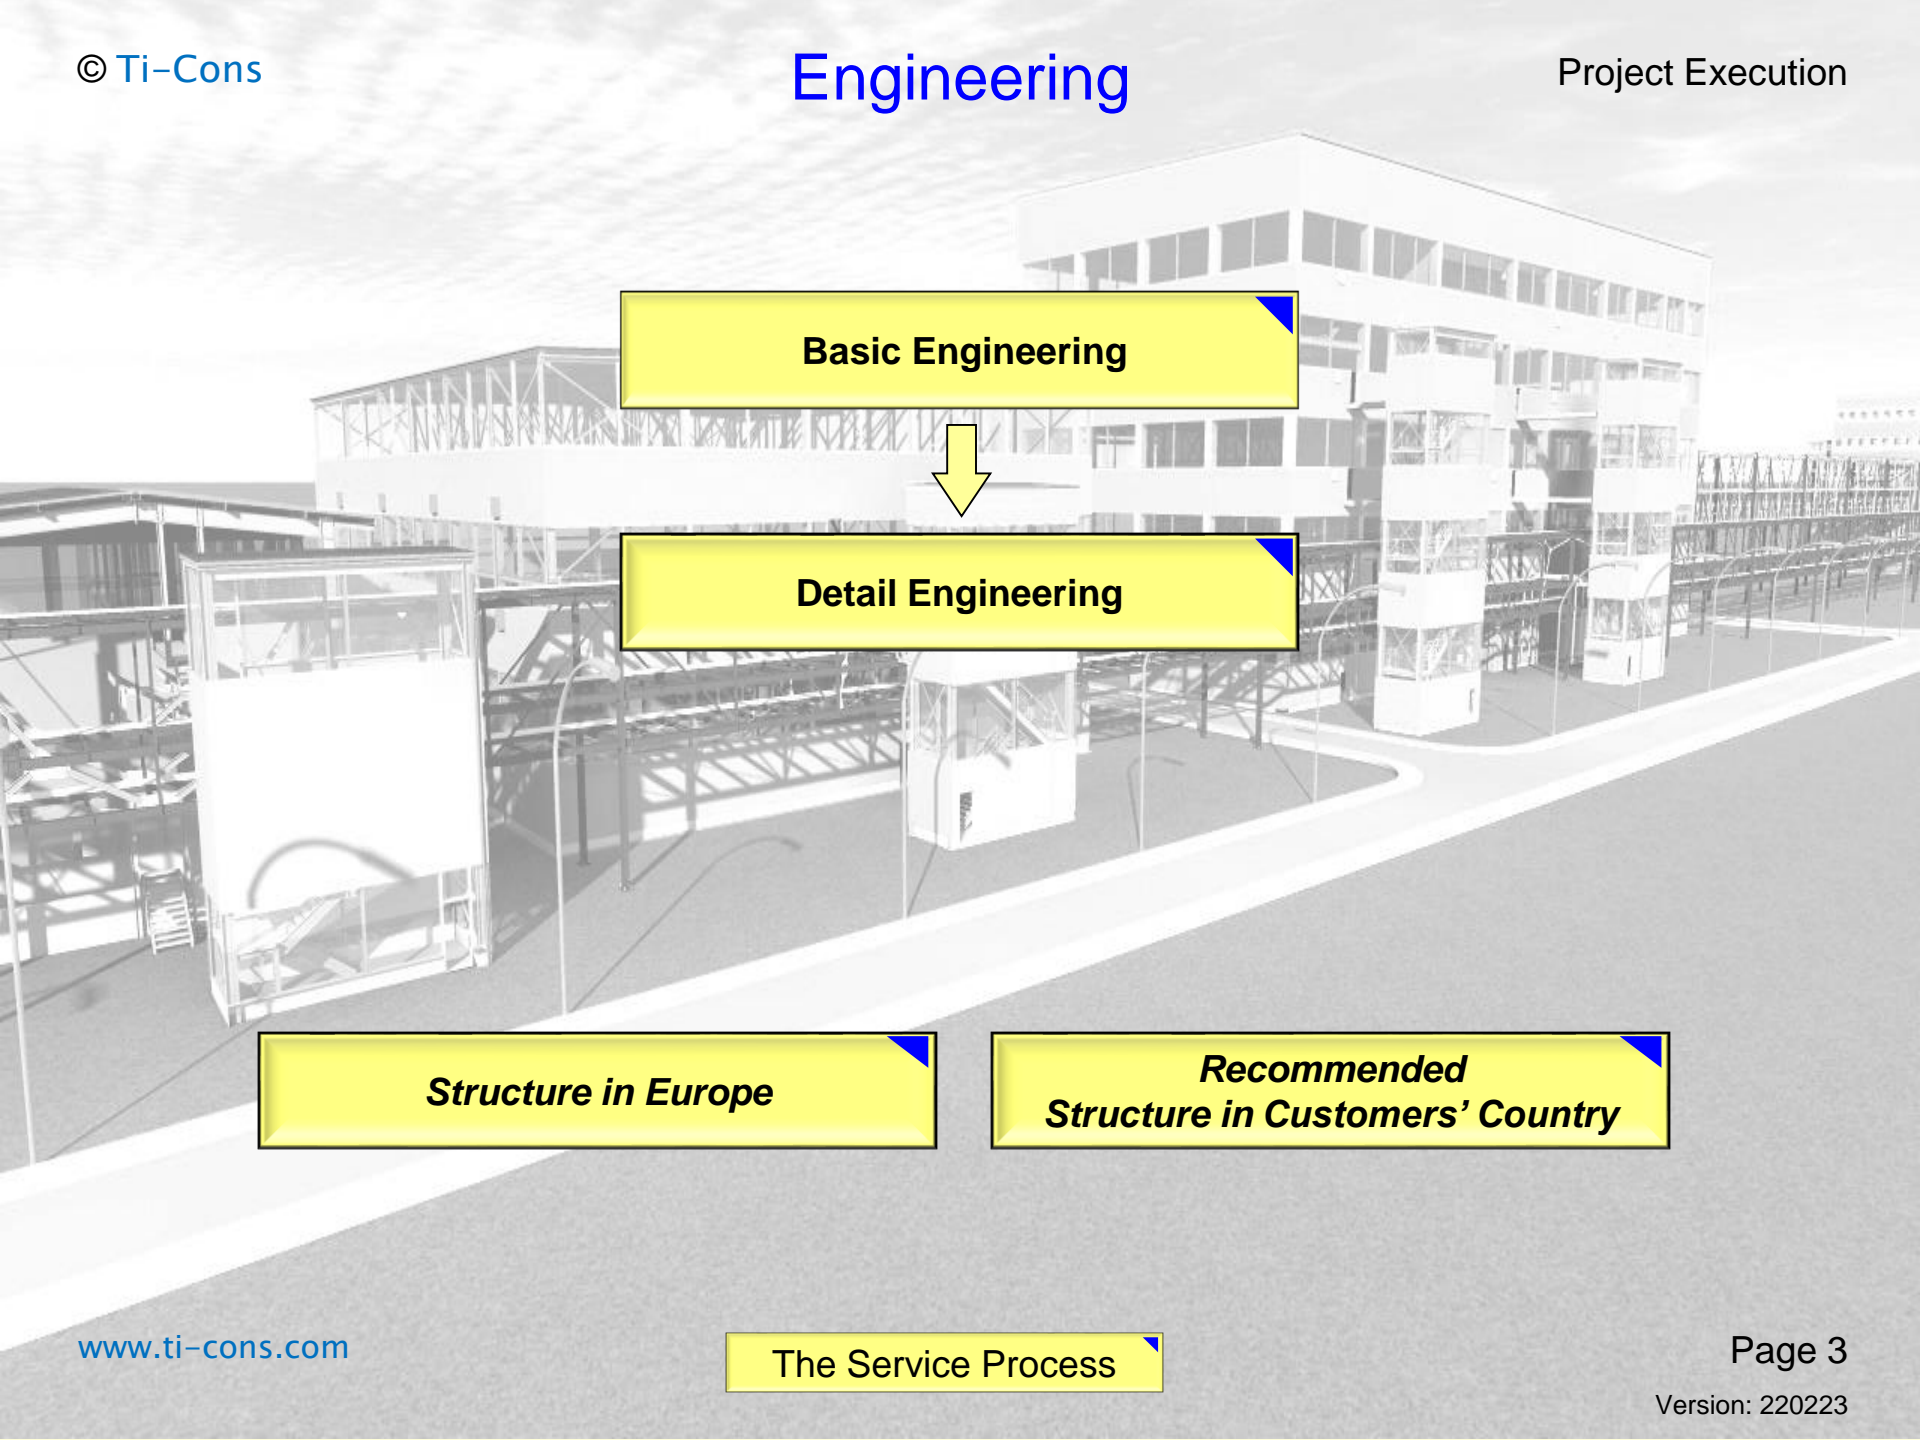 © Ti-Cons
Engineering
Project Execution
Basic Engineering
Detail Engineering
Structure in Europe
Recommended
Structure in Customers’ Country
www.ti-cons.com
The Service Process
Page 3
Version: 220223